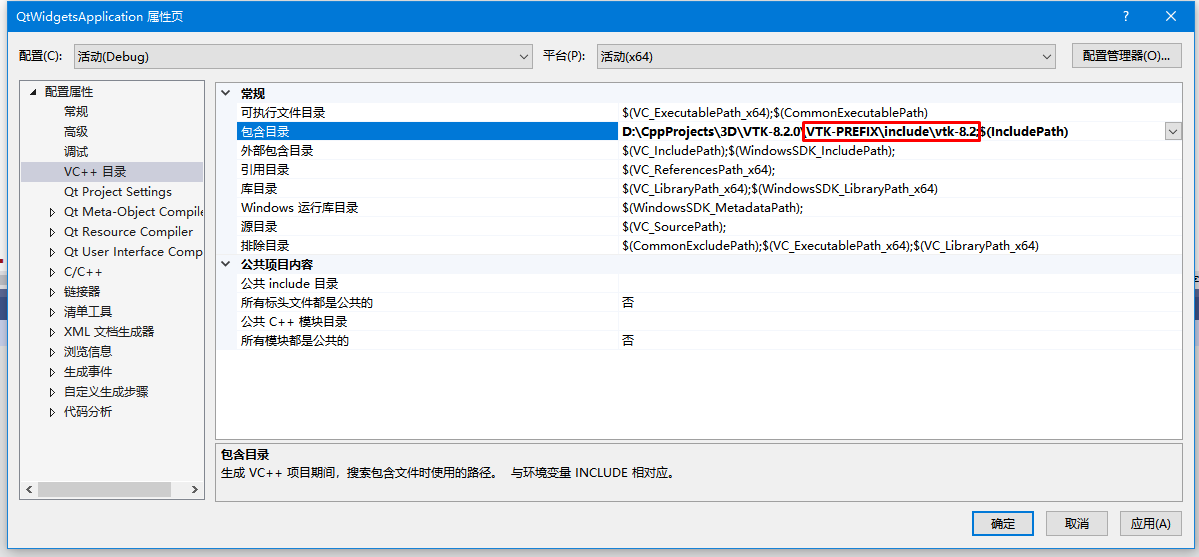 QtWidgetsApplication 属性页
? ×
配置(C): 活动(Debug) 平台(P): 活动(x64) 配置管理器(O)...
配置属性
常规
高级
调试
VC++ 目录
Qt Project Settings
Qt Meta-Object Compile
Qt Resource Compiler
Qt User Interface Comp
C/C++
链接器
清单工具
XML 文档生成器
浏览信息
生成事件
自定义生成步骤
代码分析
常规
可执行文件目录 $(VC_ExecutablePath_x64);$(CommonExecutablePath)
包含目录 D:\CppProjects\3D\VTK-8.2.0\VTK-PREFIX\include\vtk-8.2;$(IncludePath)
外部包含目录 $(VC_IncludePath);$(WindowsSDK_IncludePath);
引用目录 $(VC_ReferencesPath_x64);
库目录 $(VC_LibraryPath_x64);$(WindowsSDK_LibraryPath_x64)
Windows 运行库目录 $(WindowsSDK_MetadataPath);
源目录 $(VC_SourcePath);
排除目录 $(CommonExcludePath);$(VC_ExecutablePath_x64);$(VC_LibraryPath_x64)
公共项目内容
公共 include 目录
所有标头文件都是公共的 否
公共 C++ 模块目录
所有模块都是公共的 否
包含目录
生成 VC++ 项目期间，搜索包含文件时使用的路径。 与环境变量 INCLUDE 相对应。
确定 取消 应用(A)